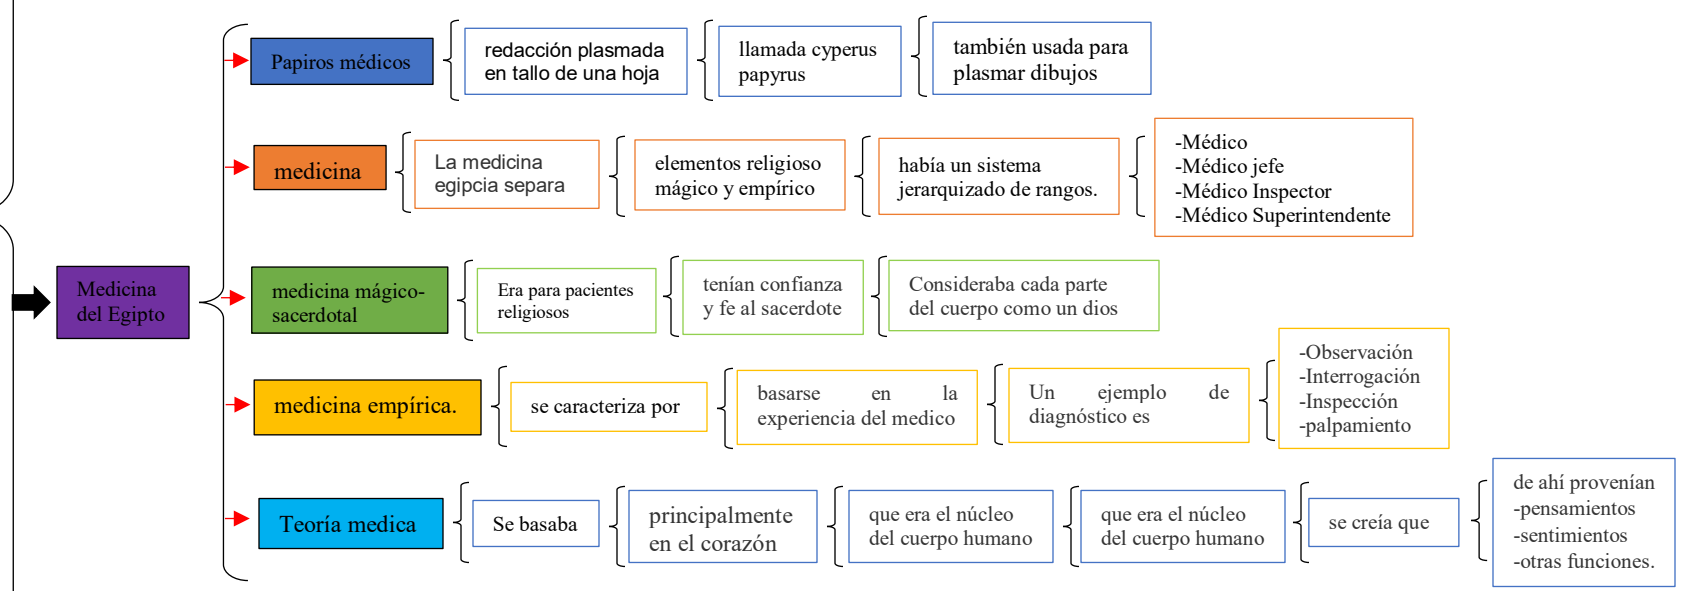 Medicina
del Egipto
Papiros médicos
redacción plasmada
en tallo de una hoja
llamada cyperus
papyrus
también usada para
plasmar dibujos
medicina
La medicina
egipcia separa
elementos religioso
mágico y empírico
había un sistema
jerarquizado de rangos.
-Médico
-Médico jefe
-Médico Inspector
-Médico Superintendente
medicina mágico-
sacerdotal
Era para pacientes
religiosos
tenían confianza
y fe al sacerdote
Consideraba cada parte
del cuerpo como un dios
medicina empírica.
se caracteriza por
basarse en la
experiencia del medico
Un ejemplo de
diagnóstico es
-Observación
-Interrogación
-Inspección
-palpamiento
Teoría medica
Se basaba
principalmente
en el corazón
que era el núcleo
del cuerpo humano
que era el núcleo
del cuerpo humano
se creía que
de ahí provenían
-pensamientos
-sentimientos
-otras funciones.